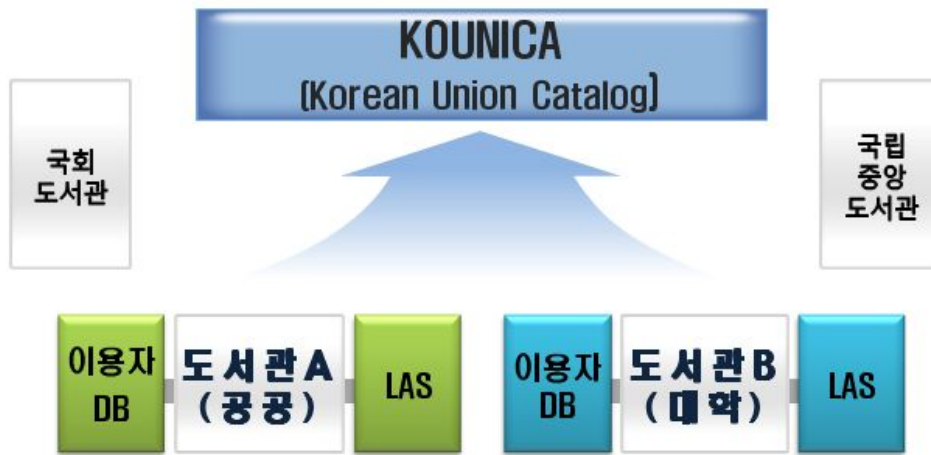 KOUNICA
(Korean Union Catalog)
국회
도서관
국립
중앙
도서관
이용자
DB
도서관A
(공공)
LAS
이용자
DB
도서관B
(대학)
LAS